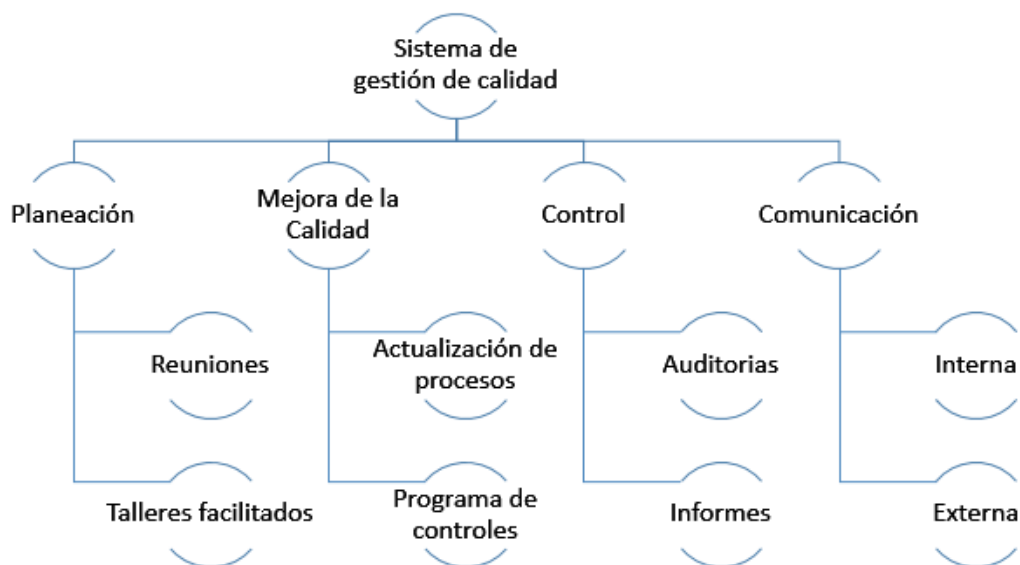 Sistema de
gestión de calidad
Planeación
Mejora de la
Calidad
Control
Comunicación
Reuniones
Actualización de
procesos
Auditorias
Interna
Talleres facilitados
Programa de
controles
Informes
Externa